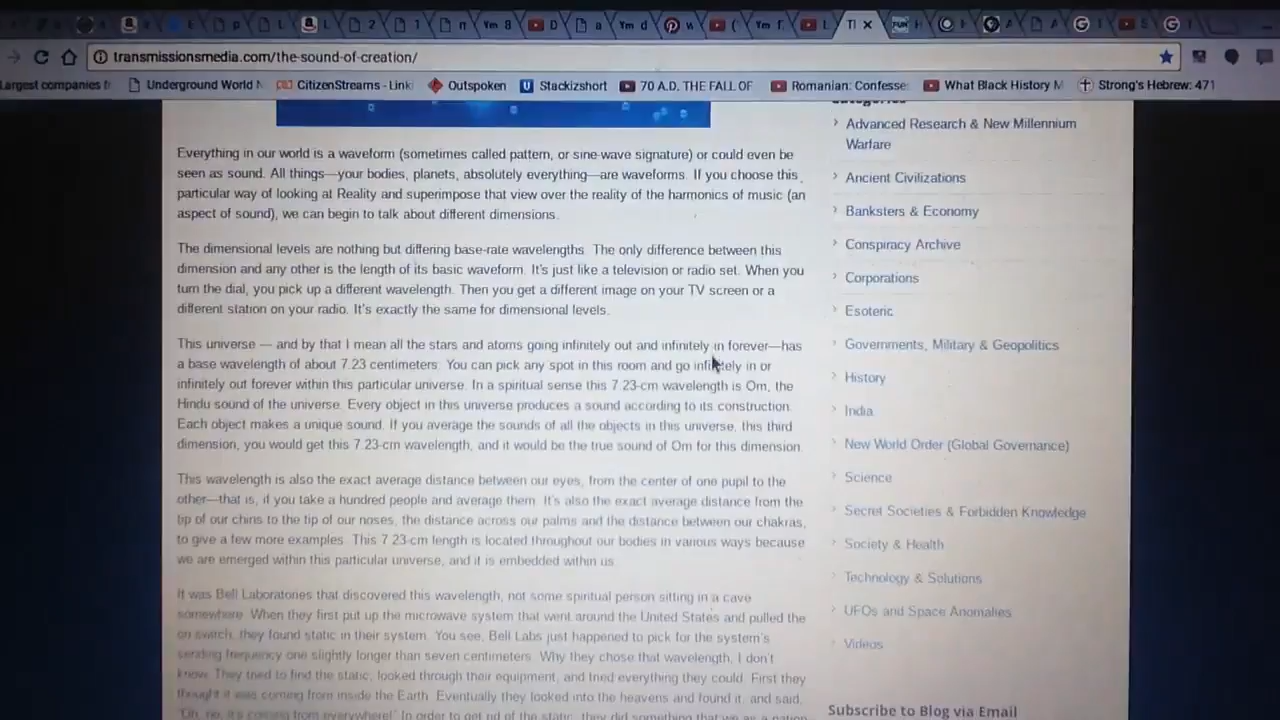 transmissionsmedia.com/the-sound-of-creation/
Largest companies
Underground World N
CitizenStreams - Link
Outspoken
Stackizshort
70 A.D. THE FALL OF
Romanian: Confesse
What Black History M
Strong's Hebrew: 471
Everything in our world is a waveform (sometimes called pattern, or sine-wave signature) or could even be
seen as sound. All things—your bodies, planets, absolutely everything—are waveforms. If you choose this
particular way of looking at Reality and superimpose that view over the reality of the harmonics of music (an
aspect of sound), we can begin to talk about different dimensions.
The dimensional levels are nothing but differing base-rate wavelengths. The only difference between this
dimension and any other is the length of its basic waveform. It's just like a television or radio set. When you
turn the dial, you pick up a different wavelength. Then you get a different image on your TV screen or a
different station on your radio. It's exactly the same for dimensional levels.
This universe — and by that I mean all the stars and atoms going infinitely out and infinitely in forever—has
a base wavelength of about 7.23 centimeters. You can pick any spot in this room and go infinitely in or
infinitely out forever within this particular universe. In a spiritual sense this 7.23-cm wavelength is Om, the
Hindu sound of the universe. Every object in this universe produces a sound according to its construction.
Each object makes a unique sound. If you average the sounds of all the objects in this universe, this third
dimension, you would get this 7.23-cm wavelength, and it would be the true sound of Om for this dimension.
This wavelength is also the exact average distance between our eyes, from the center of one pupil to the
other—that is, if you take a hundred people and average them. It's also the exact average distance from the
tip of our chins to the tip of our noses, the distance across our palms and the distance between our chakras,
to give a few more examples. This 7.23-cm length is located throughout our bodies in various ways because
we are emerged within this particular universe, and it is embedded within us.
It was Bell Laboratories that discovered this wavelength, not some spiritual person sitting in a cave
somewhere. When they first put up the microwave system that went around the United States and pulled the
on switch, they found static in their system. You see, Bell Labs just happened to pick for the system's
sending frequency one slightly longer than seven centimeters. Why they chose that wavelength, I don't
know. They tried to find the static, looked through their equipment, and tried everything they could. First they
thought it was coming from inside the Earth. Eventually they looked into the heavens and found it, and said,
"Oh, no, it's coming from everywhere!" In order to get rid of the static, they did something that we as a nation
Categories
Advanced Research & New Millennium
Warfare
Ancient Civilizations
Banksters & Economy
Conspiracy Archive
Corporations
Esoteric
Governments, Military & Geopolitics
History
India
New World Order (Global Governance)
Science
Secret Societies & Forbidden Knowledge
Society & Health
Technology & Solutions
UFOs and Space Anomalies
Videos
Subscribe to Blog via Email